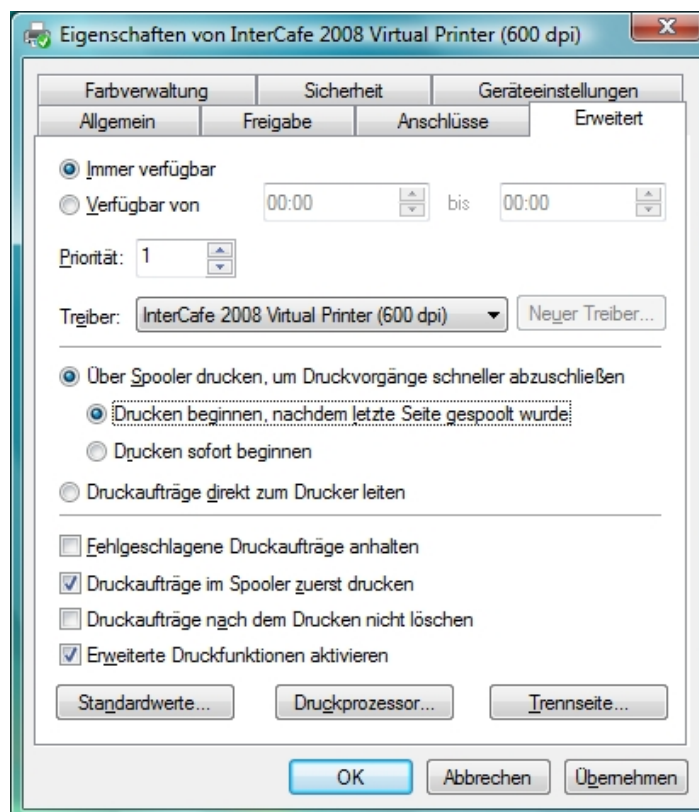 Eigenschaften von InterCafe 2008 Virtual Printer (600 dpi)
Farbverwaltung Sicherheit Geräteeinstellungen
Allgemein Freigabe Anschlüsse Erweitert
Immer verfügbar
Verfügbar von 00:00 bis 00:00
Priorität: 1
Treiber: InterCafe 2008 Virtual Printer (600 dpi) Neuer Treiber...
Über Spooler drucken, um Druckvorgänge schneller abzuschließen
Drucken beginnen, nachdem letzte Seite gespoolt wurde
Drucken sofort beginnen
Druckaufträge direkt zum Drucker leiten
Fehlgeschlagene Druckaufträge anhalten
Druckaufträge im Spooler zuerst drucken
Druckaufträge nach dem Drucken nicht löschen
Erweiterte Druckfunktionen aktivieren
Standardwerte... Druckprozessor... Trennseite...
OK Abbrechen Übernehmen